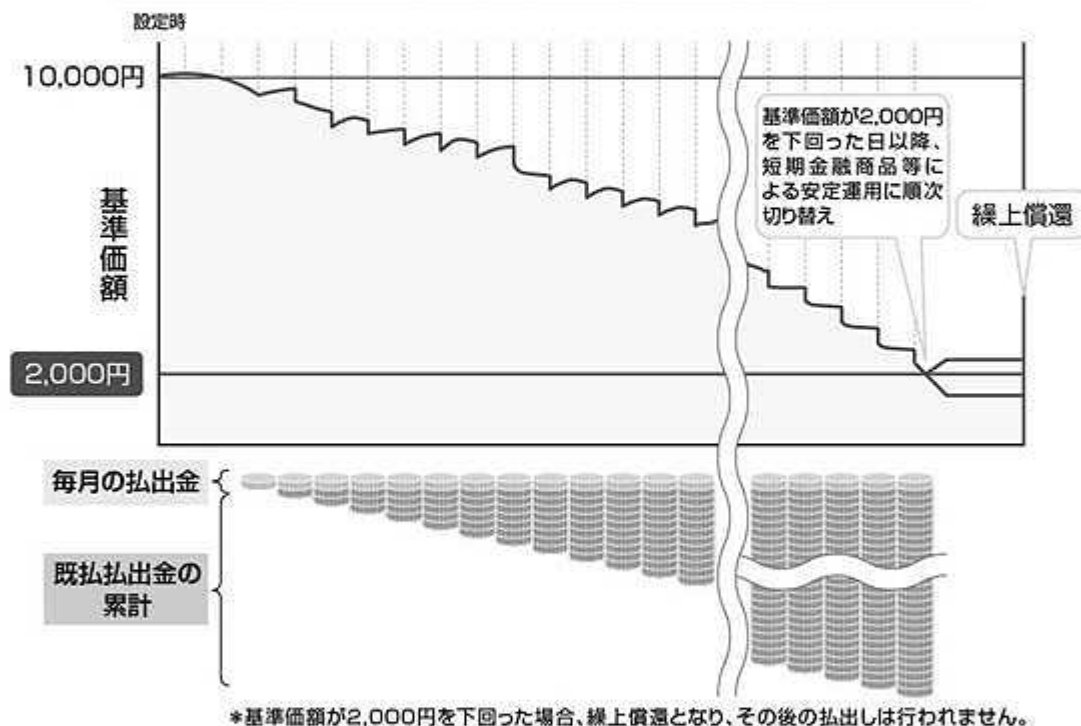 設定時
10,000円
基準価額が2,000円
を下回った日以降、
短期金融商品等に
よる安定運用に順次
切り替え
繰上償還
基準価額
2,000円
毎月の払出金
既払払出金の
累計
*基準価額が2,000円を下回った場合、繰上償還となり、その後の払出しは行われません。